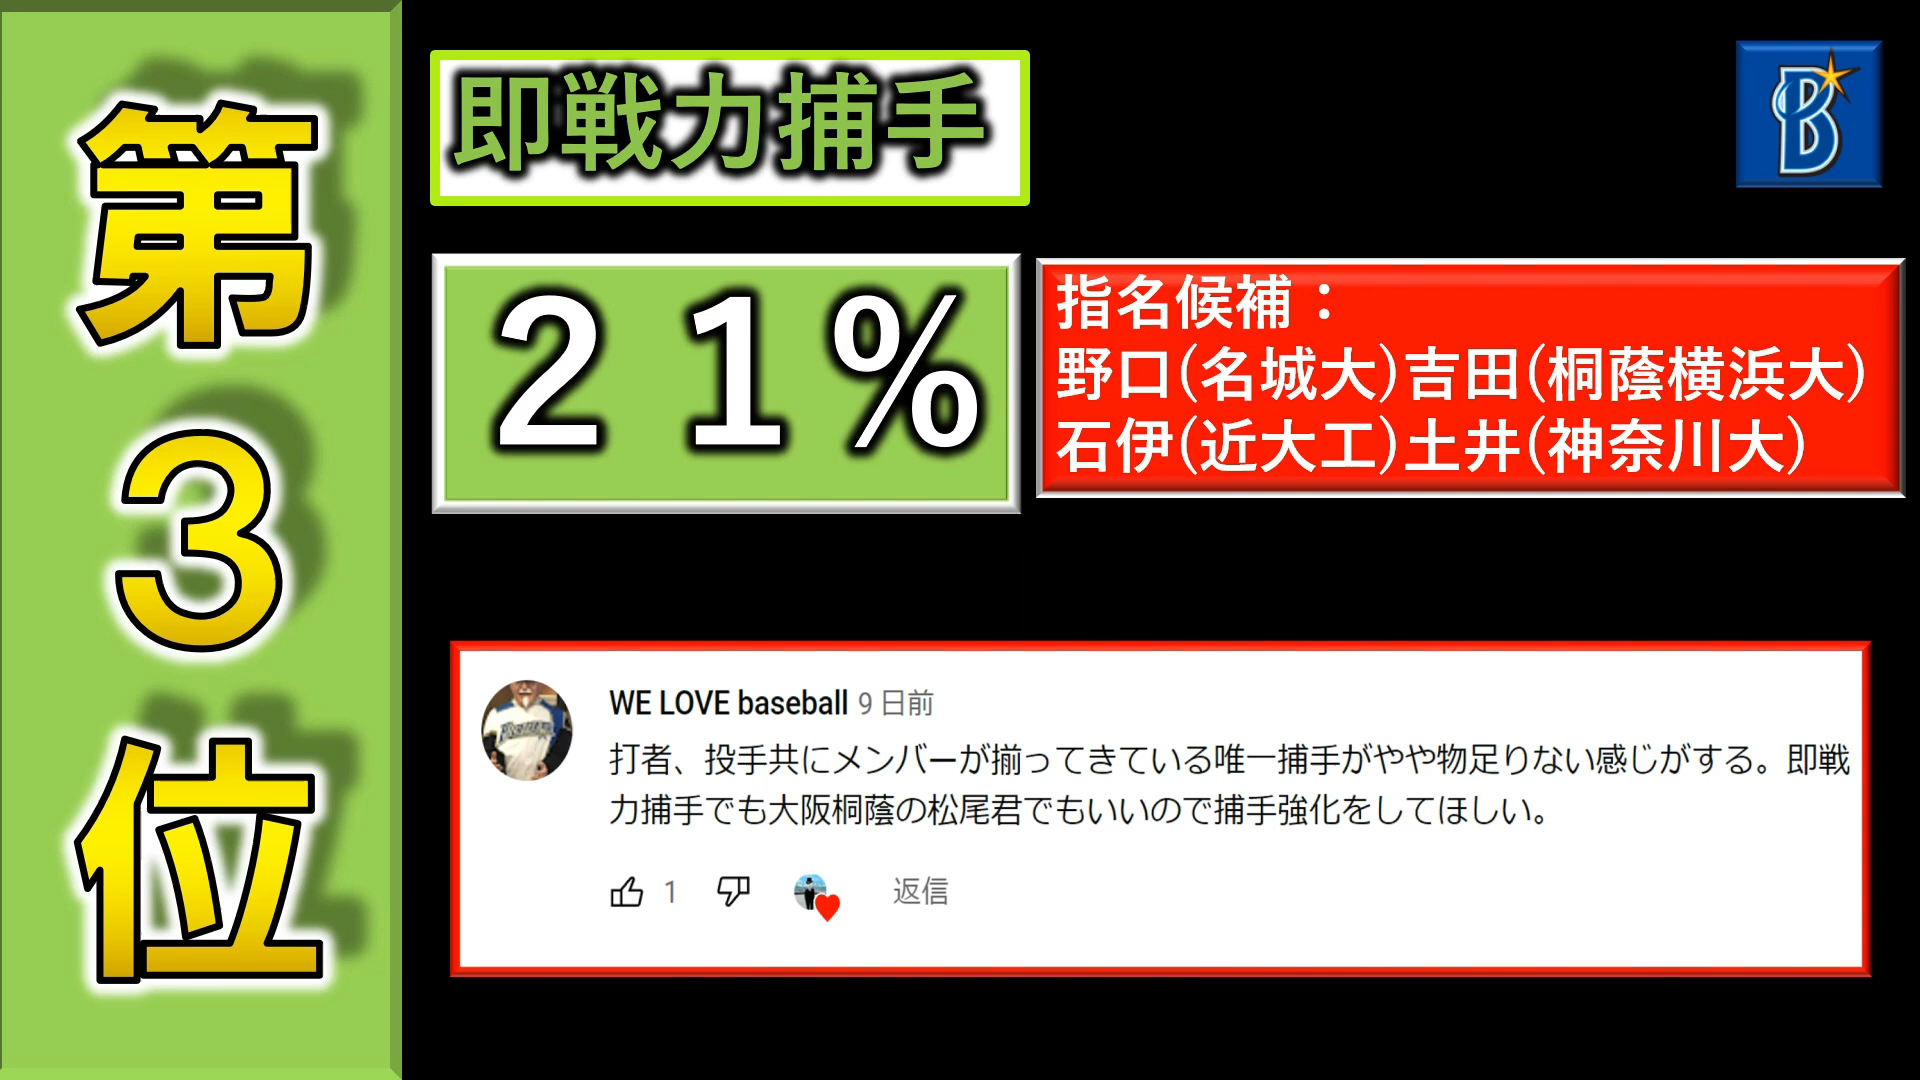 第3位
即戦力捕手
B
21%
指名候補：
野口(名城大)吉田(桐蔭横浜大)
石伊(近大工)土井(神奈川大)
WE LOVE baseball 9 日前
打者、投手共にメンバーが揃ってきている唯一捕手がやや物足りない感じがする。即戦
力捕手でも大阪桐蔭の松尾君でもいいので捕手強化をしてほしい。
1 返信